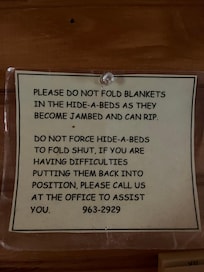 PLEASE DO NOT FOLD BLANKETS
IN THE HIDE-A-BEDS AS THEY
BECOME JAMBED AND CAN RIP.
DO NOT FORCE HIDE-A-BEDS
TO FOLD SHUT, IF YOU ARE
HAVING DIFFICULTIES
PUTTING THEM BACK INTO
POSITION, PLEASE CALL US
AT THE OFFICE TO ASSIST
YOU. 963-2929